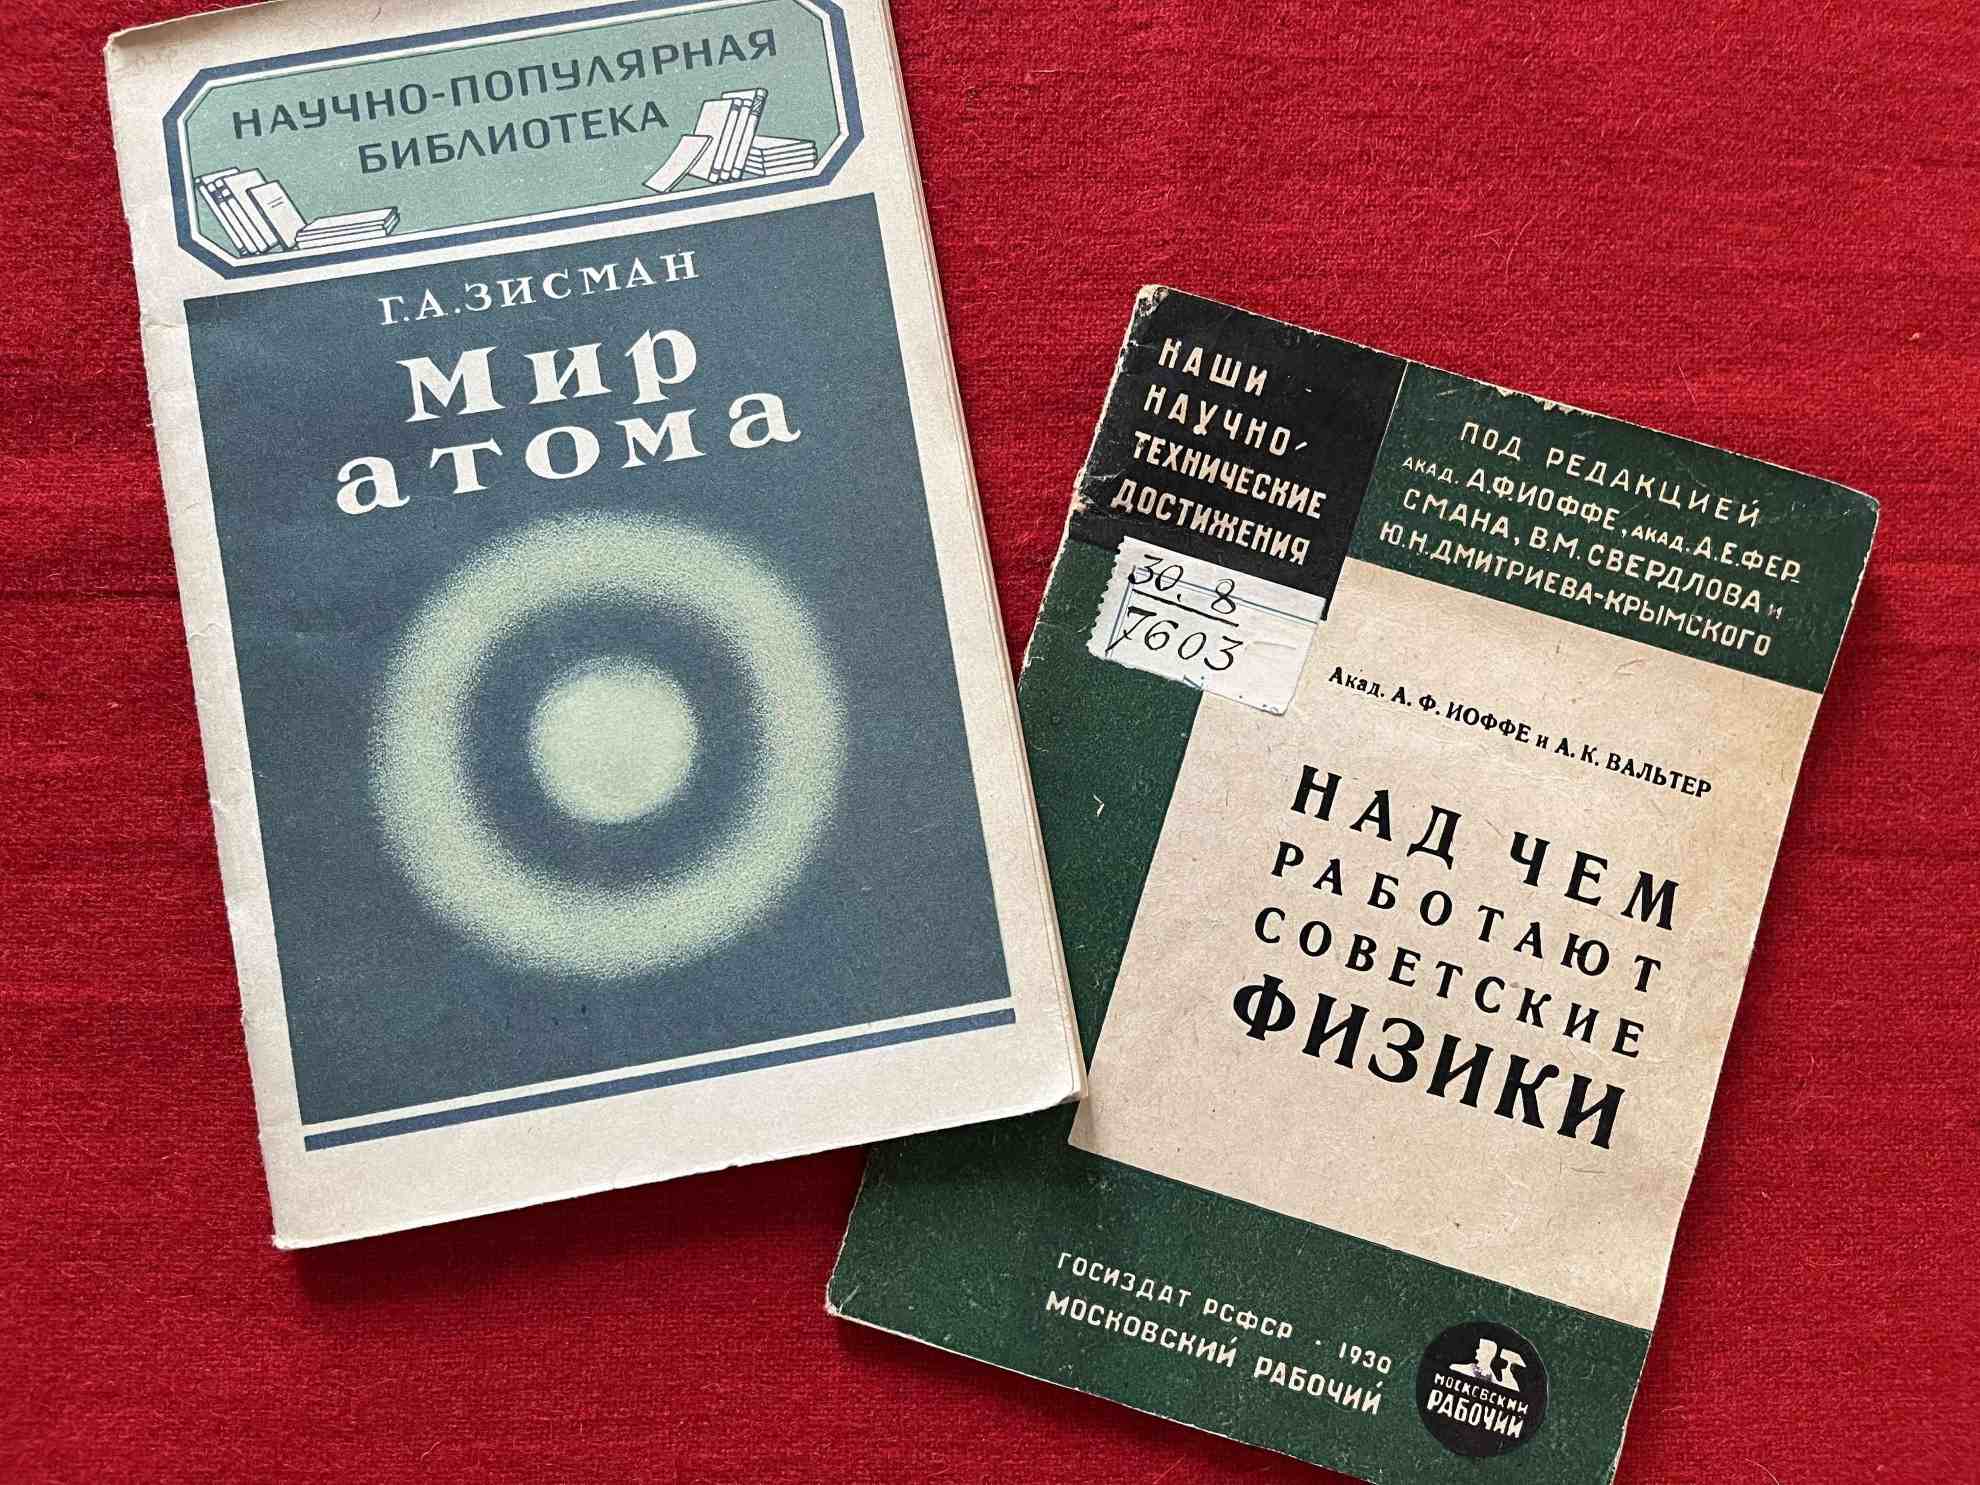 НАУЧНО-ПОПУЛЯРНАЯ
БИБЛИОТЕКА
Г.А.ЗИСМАН
Мир
атома
НАШИ
НАУЧНО,
ТЕХНИЧЕСКИЕ
ДОСТИЖЕНИЯ
30.8
7603
ПОД РЕДАКЦИЕЙ
АКАД. А.Ф.ИОФФЕ, АКАД. А.Е.ФЕР-
СМАНА, В.М.СВЕРДЛОВА и
Ю.Н.ДМИТРИЕВА-КРЫМСКОГО
Акад. А. Ф. ИОФФЕ и А. К. ВАЛЬТЕР
НАД ЧЕМ
РАБОТАЮТ
СОВЕТСКИЕ
ФИЗИКИ
ГОСИЗДАТ РСФСР • 1930
МОСКОВСКИЙ РАБОЧИЙ
МОСКОВСКИЙ
РАБОЧИЙ